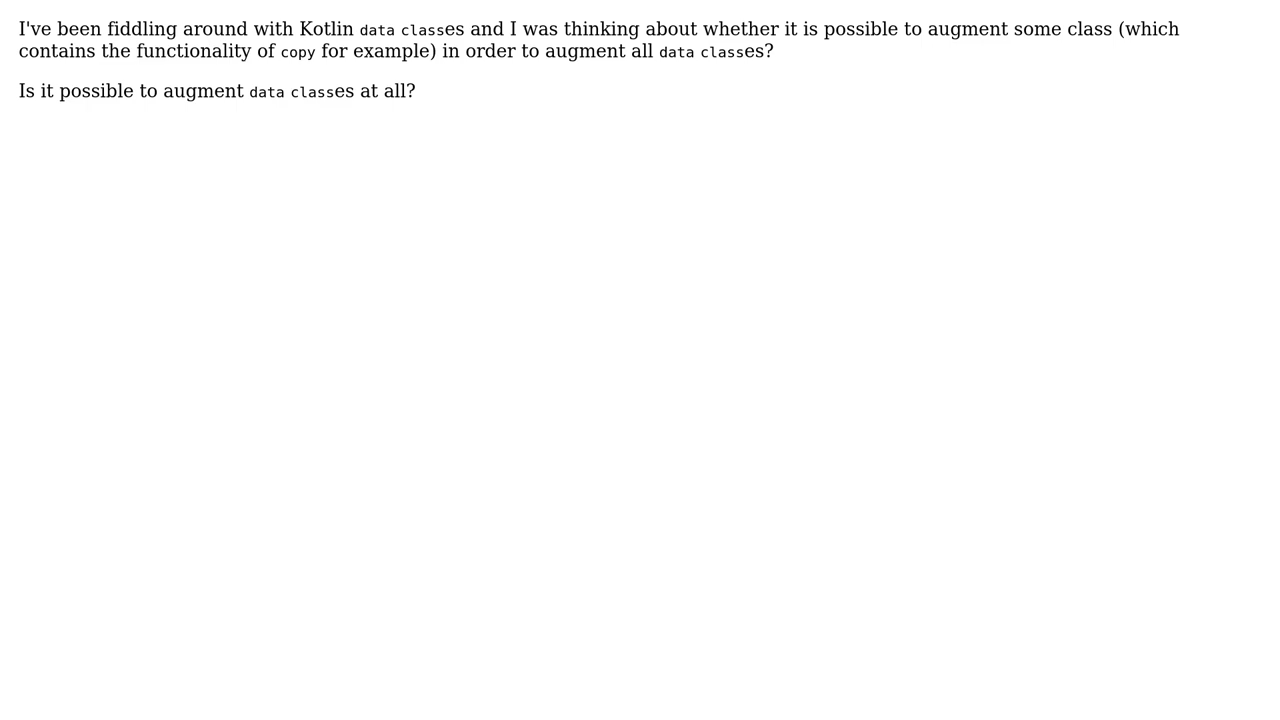 I've been fiddling around with Kotlin data classes and I was thinking about whether it is possible to augment some class (which
contains the functionality of copy for example) in order to augment all data classes?
Is it possible to augment data classes at all?